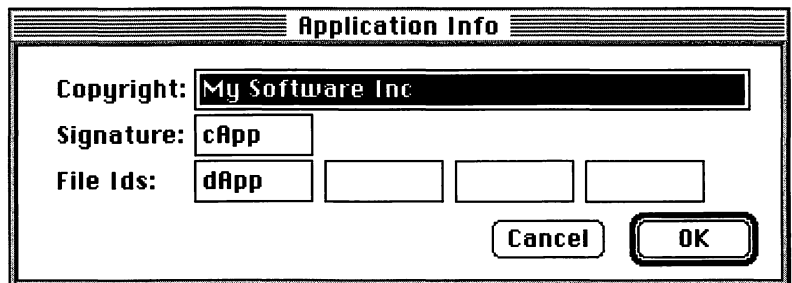 Application Info
Copyright: My Software Inc
Signature: cApp
File Ids: dApp
Cancel OK